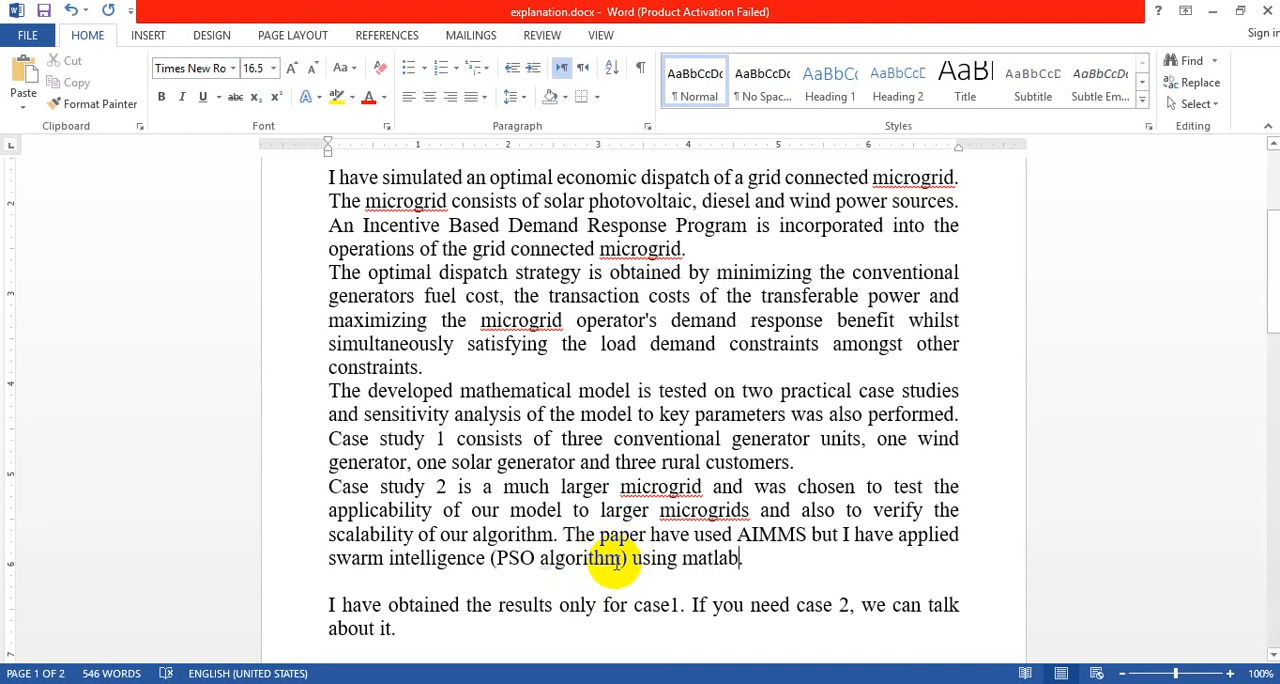 explanation.docx - Word (Product Activation Failed)
FILE HOME INSERT DESIGN PAGE LAYOUT REFERENCES MAILINGS REVIEW VIEW Sign in
Paste
Cut
Copy
Format Painter
Clipboard
Times New Ro 16.5
Font
Paragraph
AaBbCcDc AaBbCcDc AaBbCc AaBbCcD AaBl AaBbCcD AaBbCcDc
¶ Normal ¶ No Spac... Heading 1 Heading 2 Title Subtitle Subtle Em...
Styles
Find
Replace
Select
Editing
1 2 3 4 5 6
I have simulated an optimal economic dispatch of a grid connected microgrid.
The microgrid consists of solar photovoltaic, diesel and wind power sources.
An Incentive Based Demand Response Program is incorporated into the
operations of the grid connected microgrid.
The optimal dispatch strategy is obtained by minimizing the conventional
generators fuel cost, the transaction costs of the transferable power and
maximizing the microgrid operator's demand response benefit whilst
simultaneously satisfying the load demand constraints amongst other
constraints.
The developed mathematical model is tested on two practical case studies
and sensitivity analysis of the model to key parameters was also performed.
Case study 1 consists of three conventional generator units, one wind
generator, one solar generator and three rural customers.
Case study 2 is a much larger microgrid and was chosen to test the
applicability of our model to larger microgrids and also to verify the
scalability of our algorithm. The paper have used AIMMS but I have applied
swarm intelligence (PSO algorithm) using matlab.
I have obtained the results only for case1. If you need case 2, we can talk
about it.
PAGE 1 OF 2 546 WORDS ENGLISH (UNITED STATES) 100%